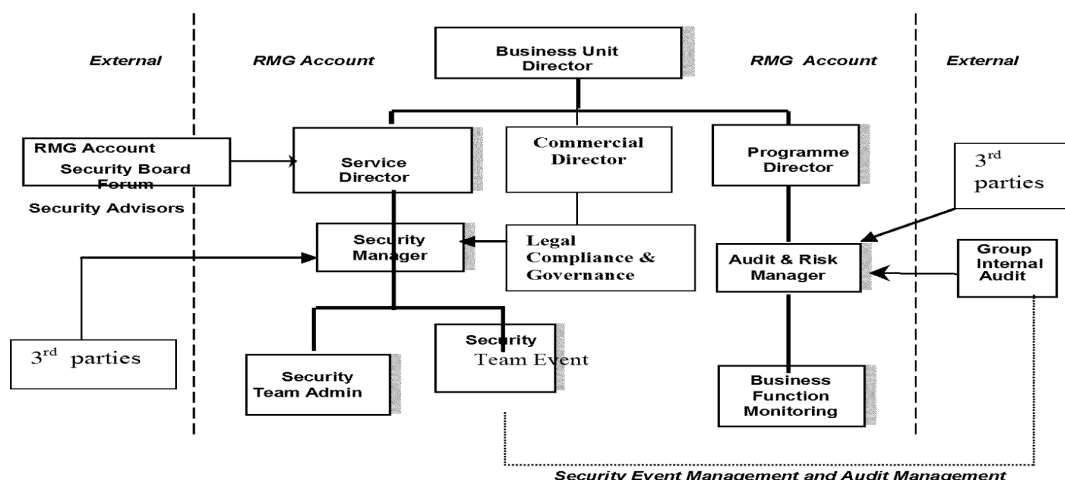 External
RMG Account
Business Unit
Director
RMG Account
External
RMG Account
Security Board
Forum
Security Advisors
Service
Director
Commercial
Director
Programme
Director
3rd
parties
Security
Manager
Legal
Compliance &
Governance
Audit & Risk
Manager
Group
Internal
Audit
3rd parties
Security
Team Admin
Security
Team Event
Business
Function
Monitoring
Security Event Management and Audit Management